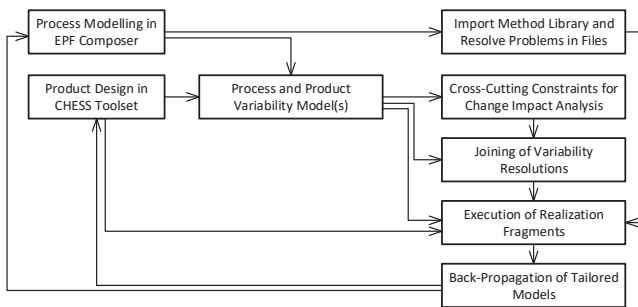 Process Modelling in
EPF Composer
Import Method Library and
Resolve Problems in Files
Product Design in
CHESS Toolset
Process and Product
Variability Model(s)
Cross-Cutting Constraints for
Change Impact Analysis
Joining of Variability
Resolutions
Execution of Realization
Fragments
Back-Propagation of Tailored
Models